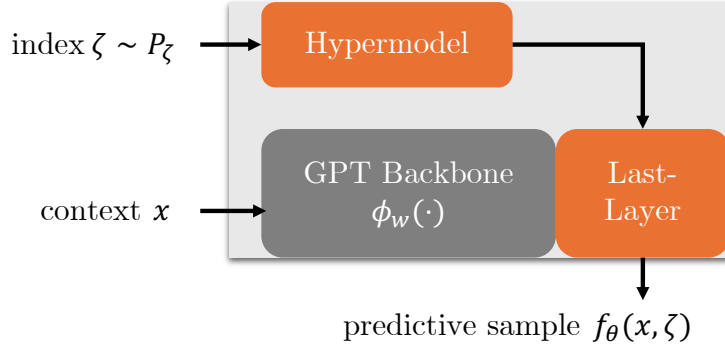 index ζ ~ P_ζ
Hypermodel
GPT Backbone
ϕ_w(·)
Last-
Layer
context x
predictive sample f_θ(x, ζ)